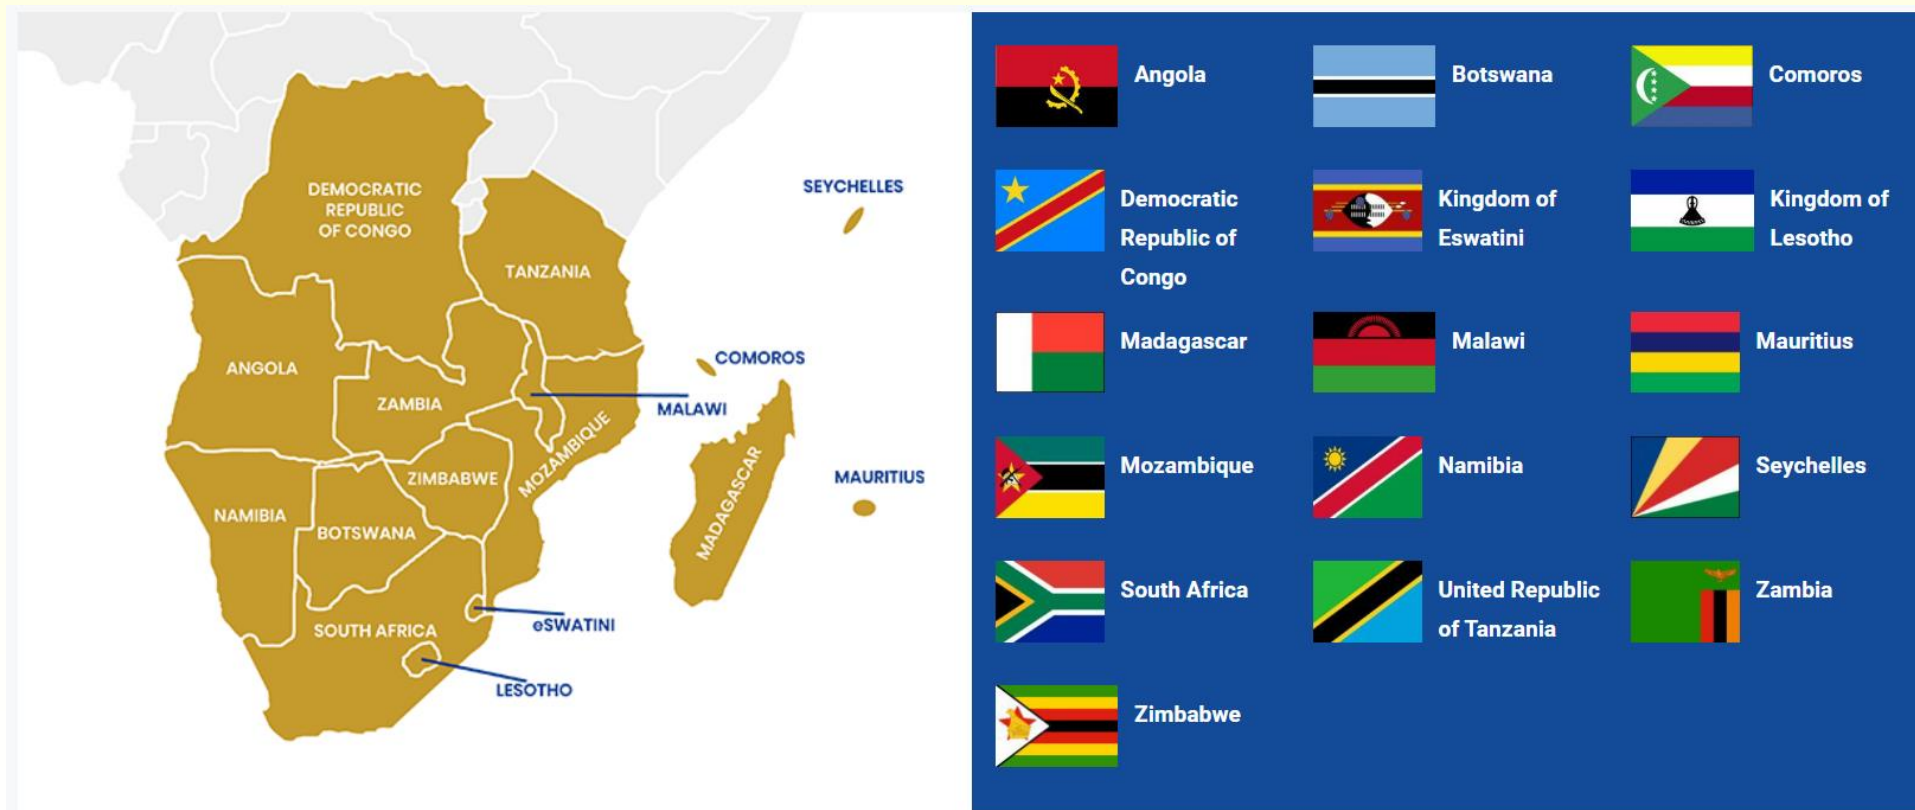 SEYCHELLES
DEMOCRATIC
REPUBLIC
OF CONGO
TANZANIA
COMOROS
ANGOLA
ZAMBIA
MALAWI
MOZAMBIQUE
MADAGASCAR
ZIMBABWE
MAURITIUS
NAMIBIA
BOTSWANA
eSWATINI
SOUTH AFRICA
LESOTHO
Angola
Botswana
Comoros
Democratic
Republic of
Congo
Kingdom of
Eswatini
Kingdom of
Lesotho
Madagascar
Malawi
Mauritius
Mozambique
Namibia
Seychelles
South Africa
United Republic
of Tanzania
Zambia
Zimbabwe